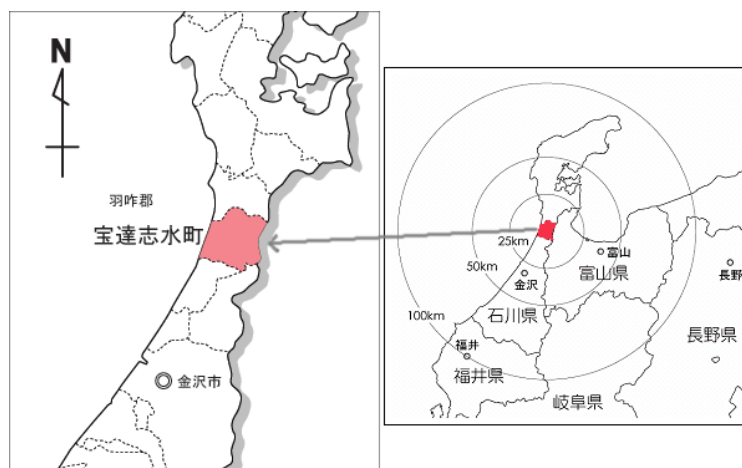 N
羽咋郡
宝達志水町
金沢市
25km
富山
50km
富山県
金沢
長野
100km
石川県
長野県
福井
福井県
岐阜県